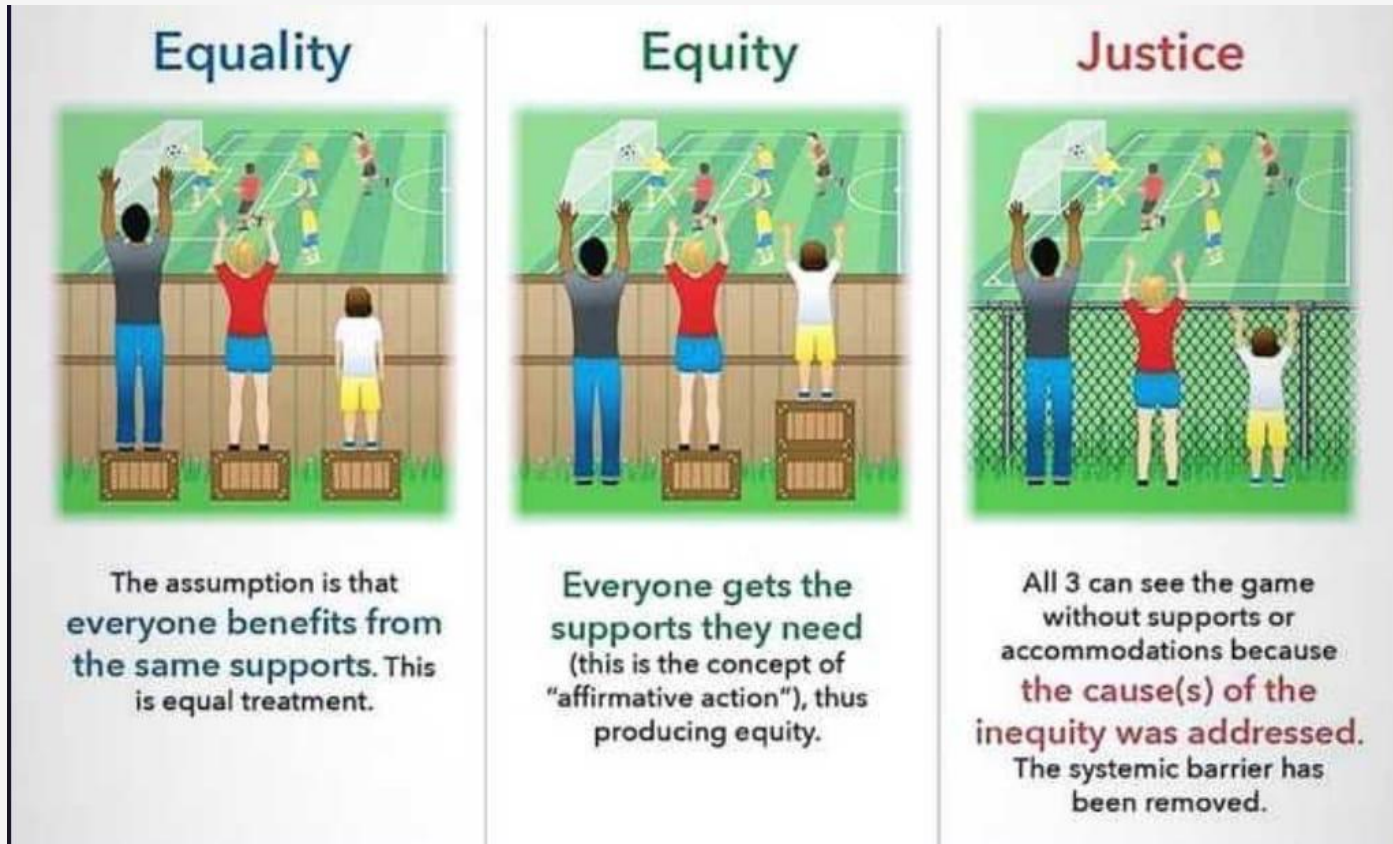 Equality
The assumption is that
everyone benefits from
the same supports. This
is equal treatment.
Equity
Everyone gets the
supports they need
(this is the concept of
"affirmative action"), thus
producing equity.
Justice
All 3 can see the game
without supports or
accommodations because
the cause(s) of the
inequity was addressed.
The systemic barrier has
been removed.